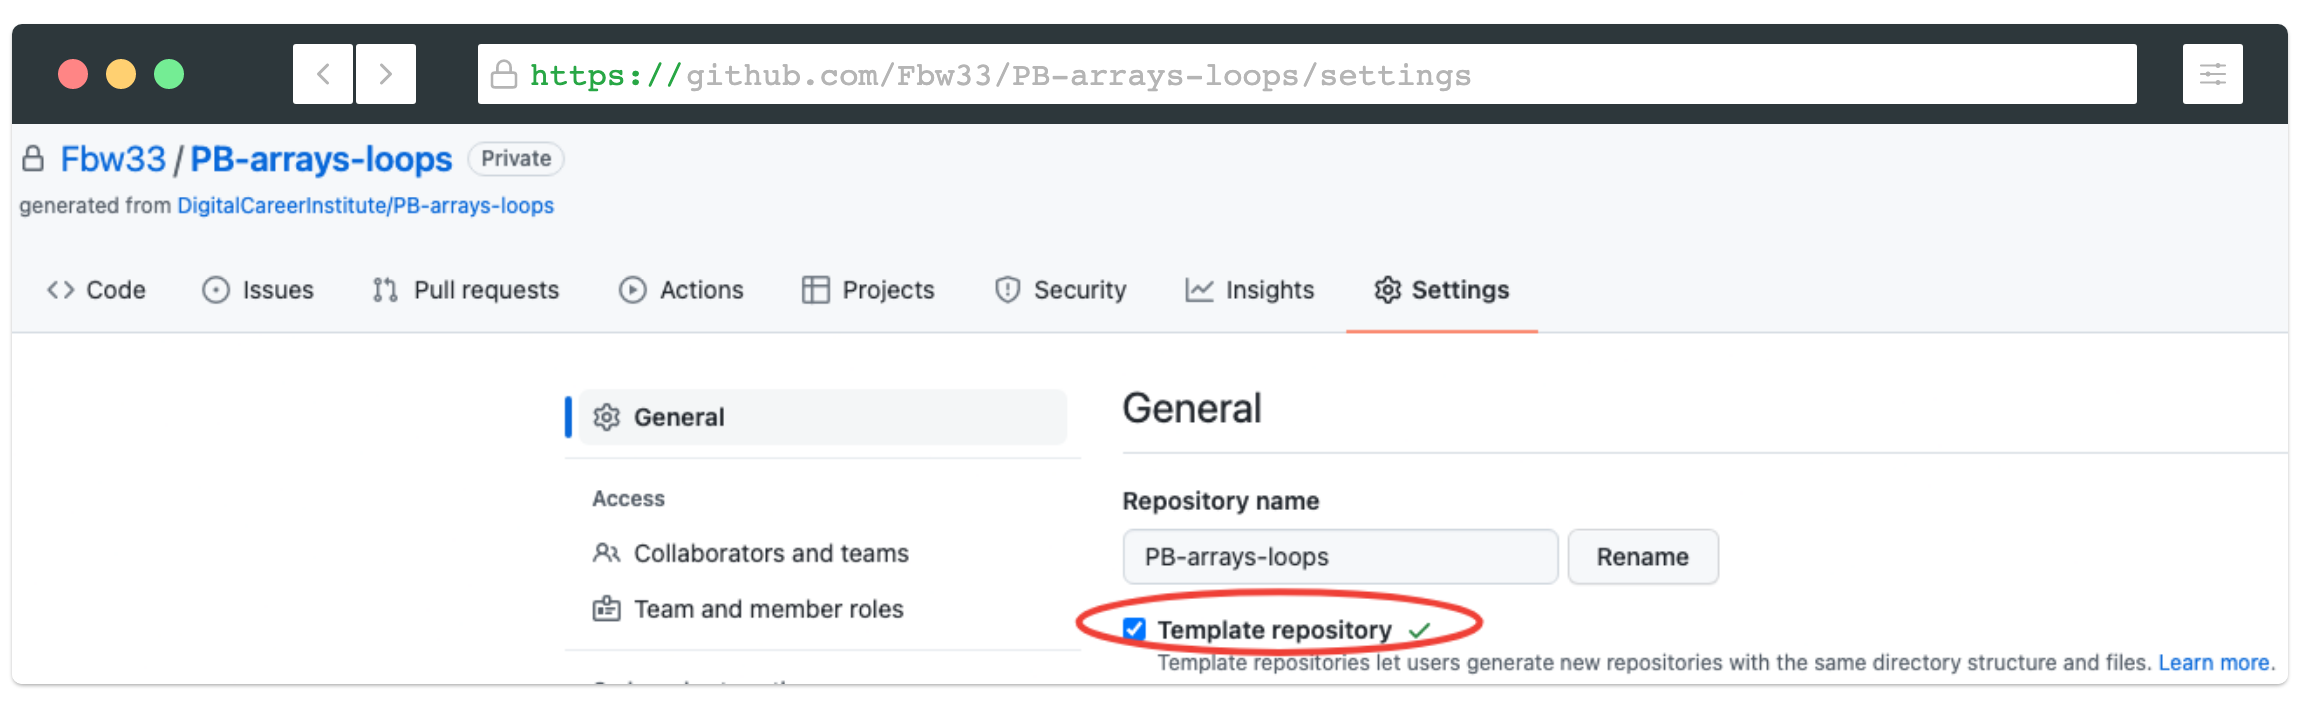 https://github.com/Fbw33/PB-arrays-loops/settings
Fbw33 / PB-arrays-loops Private
generated from DigitalCareerInstitute/PB-arrays-loops
Code Issues Pull requests Actions Projects Security Insights Settings
General
Access
Collaborators and teams
Team and member roles
General
Repository name
PB-arrays-loops Rename
Template repository
Template repositories let users generate new repositories with the same directory structure and files. Learn more.